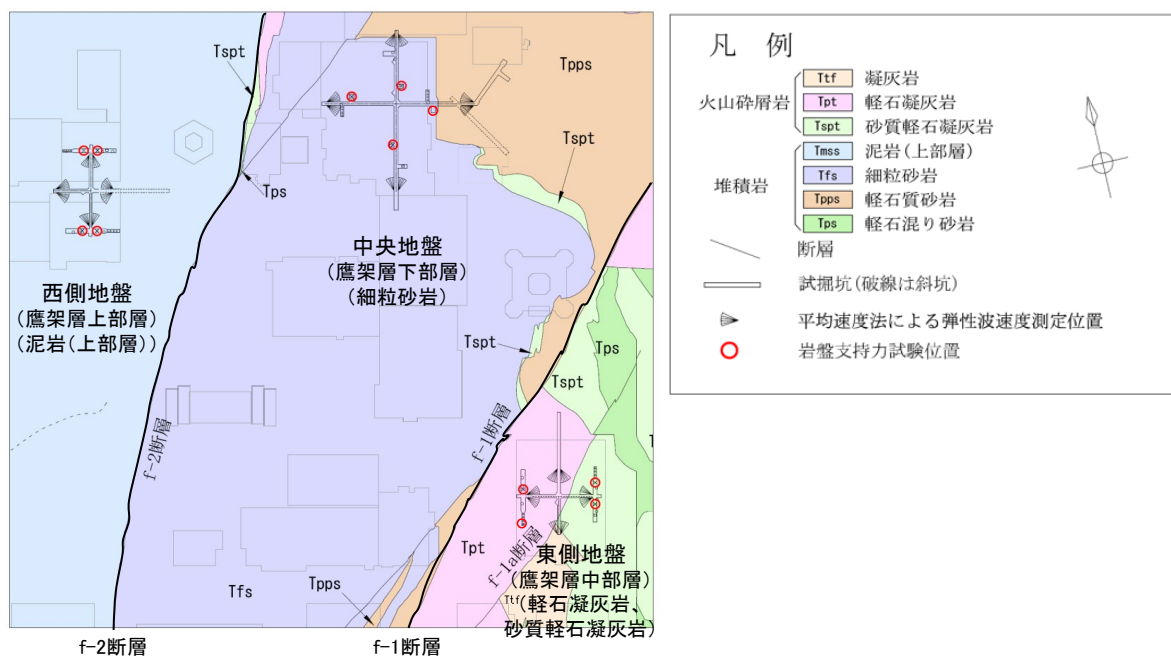 Tspt
Tpps
Tspt
Tps
中央地盤
(鷹架層下部層)
(細粒砂岩)
西側地盤
(鷹架層上部層)
(泥岩(上部層))
Tspt
Tps
Tspt
f-2断層
f-1断層
Tpt
f-1a断層
東側地盤
(鷹架層中部層)
Ttf
(軽石凝灰岩、
砂質軽石凝灰岩)
Tfs
Tpps
f-2断層
f-1断層
凡 例
火山砕屑岩
Ttf 凝灰岩
Tpt 軽石凝灰岩
Tspt 砂質軽石凝灰岩
堆積岩
Tmss 泥岩(上部層)
Tfs 細粒砂岩
Tpps 軽石質砂岩
Tps 軽石混り砂岩
断層
試掘坑(破線は斜坑)
平均速度法による弾性波速度測定位置
岩盤支持力試験位置